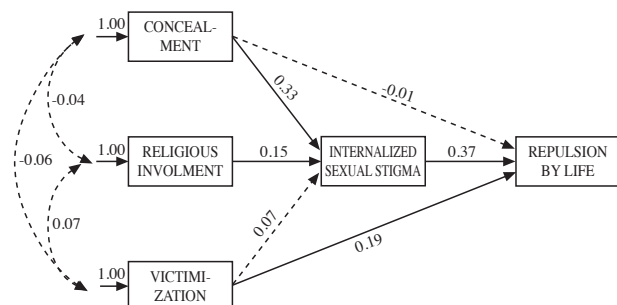 1.00
CONCEAL-
MENT
-0.01
0.33
-0.04
1.00
RELIGIOUS
INVOLMENT
0.15
INTERNALIZED
SEXUAL STIGMA
0.37
REPULSION
BY LIFE
-0.06
0.07
0.07
0.19
1.00
VICTIMI-
ZATION